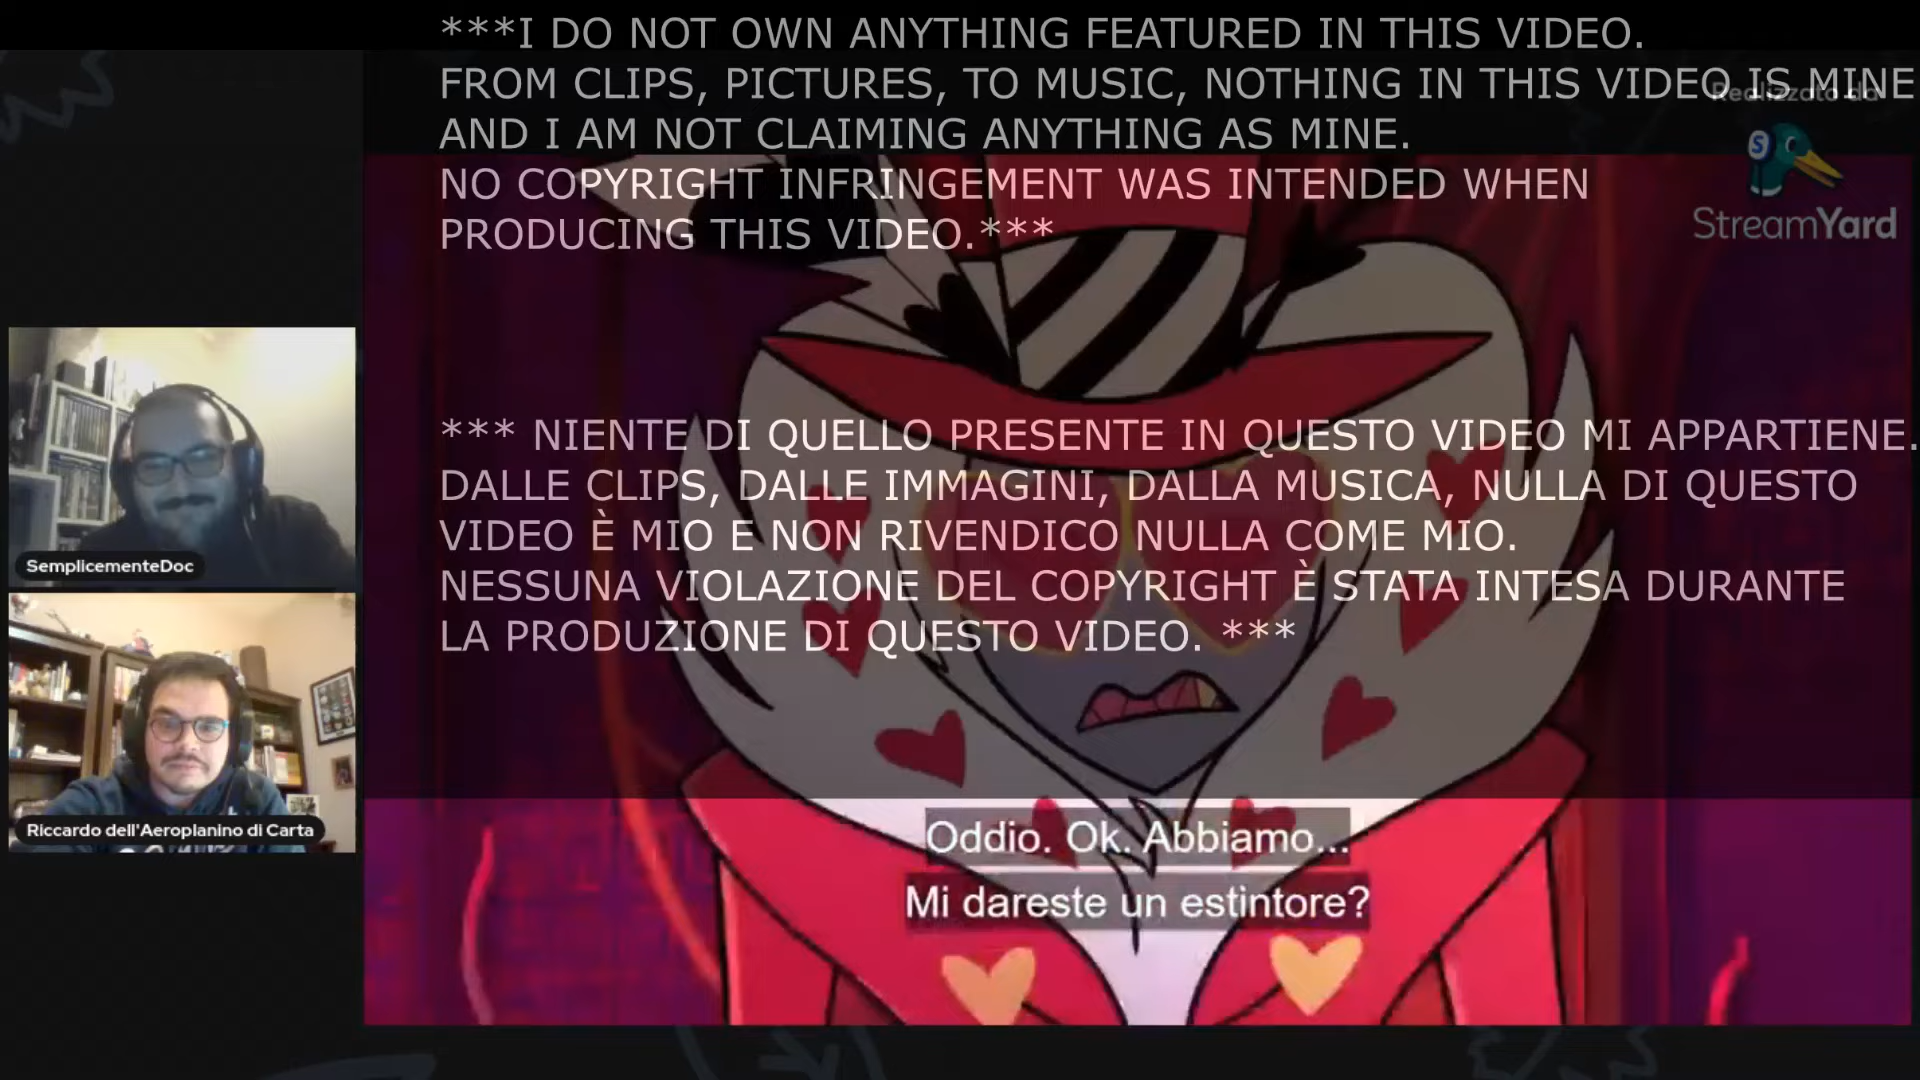 ***I DO NOT OWN ANYTHING FEATURED IN THIS VIDEO.
FROM CLIPS, PICTURES, TO MUSIC, NOTHING IN THIS VIDEO IS MINE
AND I AM NOT CLAIMING ANYTHING AS MINE.
NO COPYRIGHT INFRINGEMENT WAS INTENDED WHEN
PRODUCING THIS VIDEO.***
Realizzato da
StreamYard
*** NIENTE DI QUELLO PRESENTE IN QUESTO VIDEO MI APPARTIENE.
DALLE CLIPS, DALLE IMMAGINI, DALLA MUSICA, NULLA DI QUESTO
VIDEO È MIO E NON RIVENDICO NULLA COME MIO.
NESSUNA VIOLAZIONE DEL COPYRIGHT È STATA INTESA DURANTE
LA PRODUZIONE DI QUESTO VIDEO. ***
SemplicementeDoc
Riccardo dell'Aeroplanino di Carta
Oddio. Ok. Abbiamo...
Mi dareste un estintore?